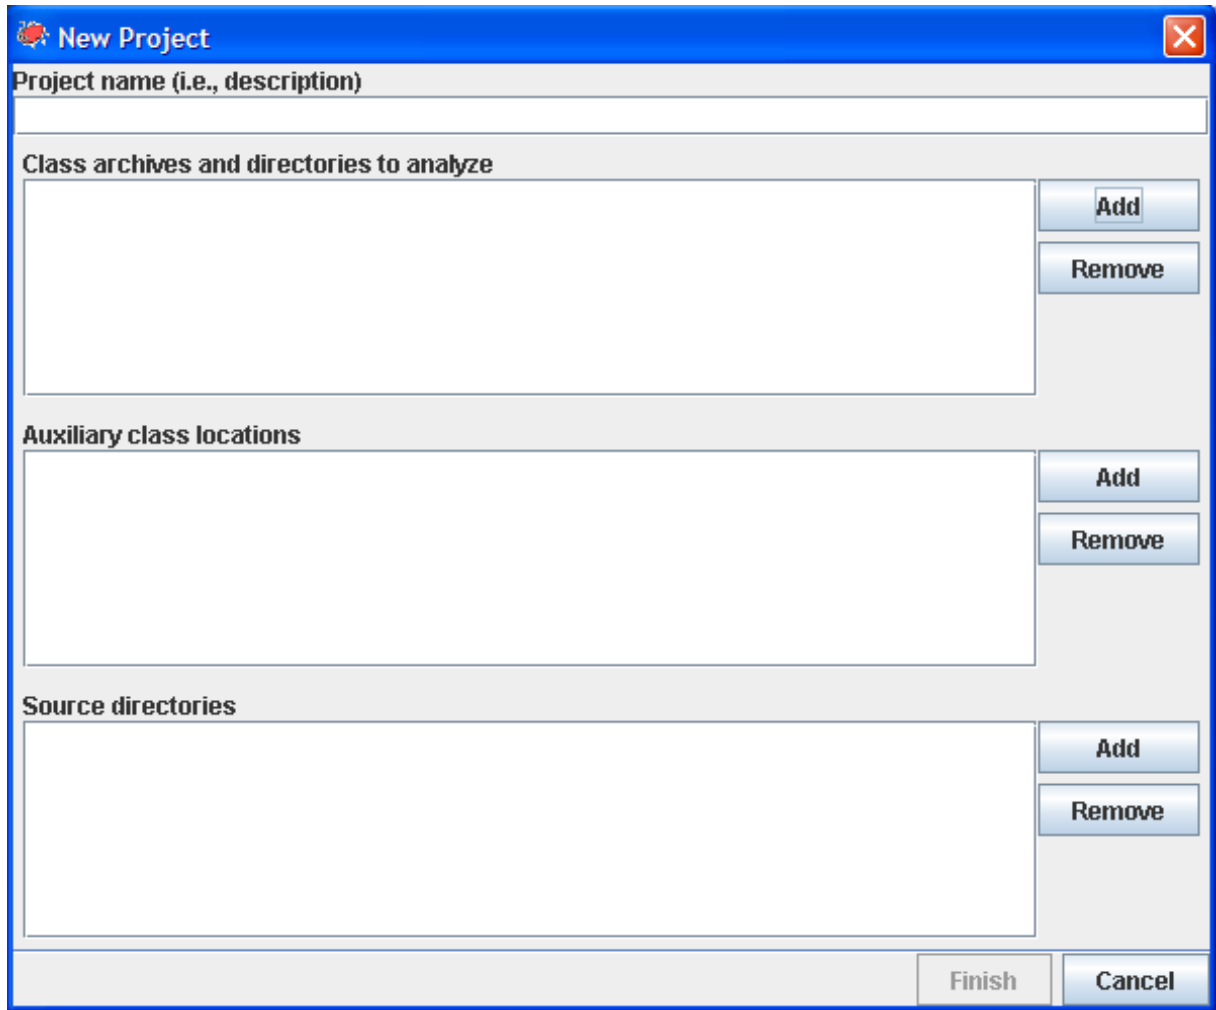 New Project
Project name (i.e., description)
Class archives and directories to analyze
Add
Remove
Auxiliary class locations
Add
Remove
Source directories
Add
Remove
Finish
Cancel